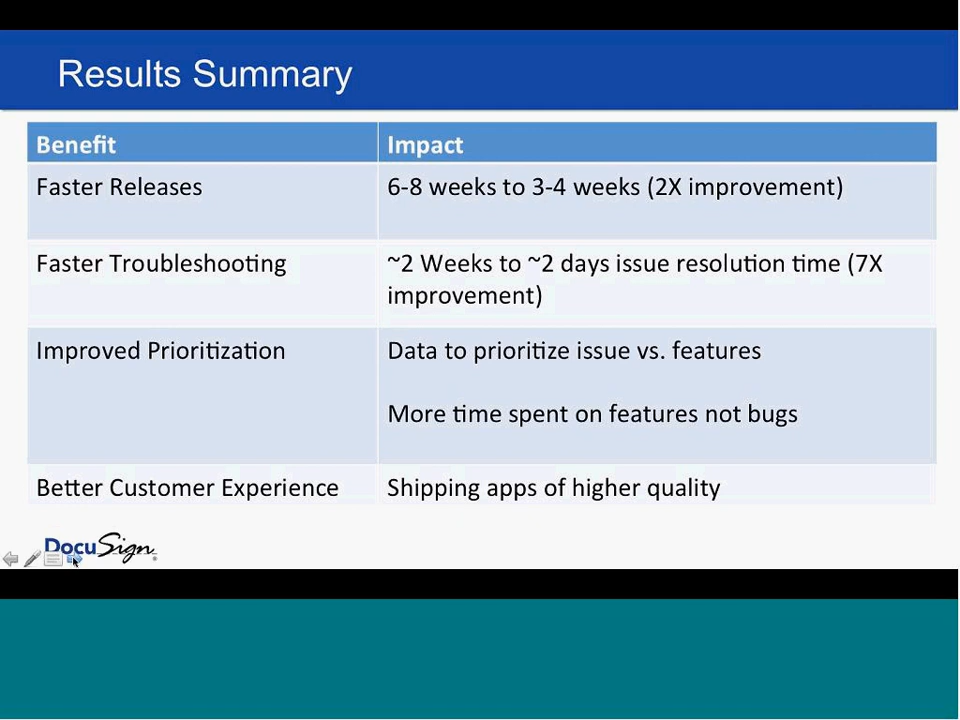 Results Summary
Benefit
Impact
Faster Releases
6-8 weeks to 3-4 weeks (2X improvement)
Faster Troubleshooting
~2 Weeks to ~2 days issue resolution time (7X
improvement)
Improved Prioritization
Data to prioritize issue vs. features
More time spent on features not bugs
Better Customer Experience
Shipping apps of higher quality
DocuSign